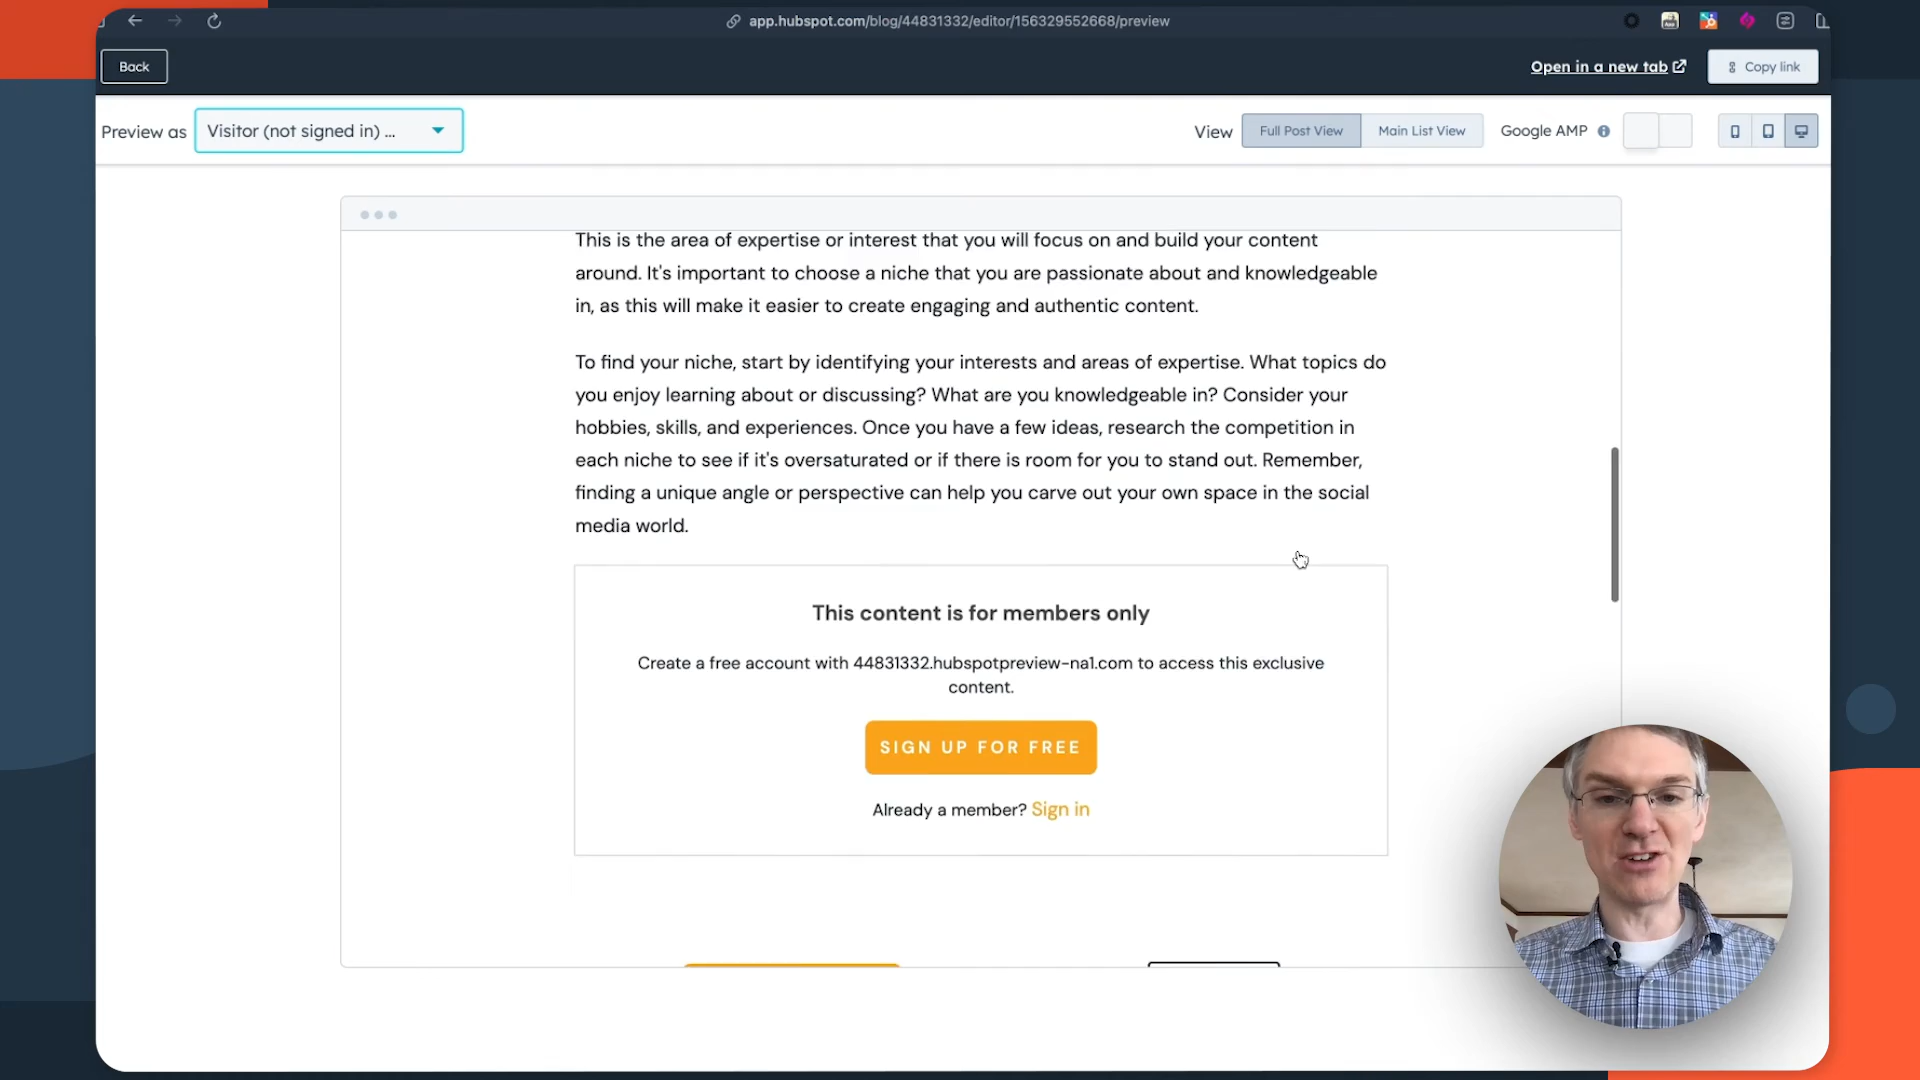 app.hubspot.com/blog/44831332/editor/156329552668/preview
Back
Open in a new tab
Copy link
Preview as
Visitor (not signed in) ...
View
Full Post View
Main List View
Google AMP
This is the area of expertise or interest that you will focus on and build your content
around. It's important to choose a niche that you are passionate about and knowledgeable
in, as this will make it easier to create engaging and authentic content.
To find your niche, start by identifying your interests and areas of expertise. What topics do
you enjoy learning about or discussing? What are you knowledgeable in? Consider your
hobbies, skills, and experiences. Once you have a few ideas, research the competition in
each niche to see if it's oversaturated or if there is room for you to stand out. Remember,
finding a unique angle or perspective can help you carve out your own space in the social
media world.
This content is for members only
Create a free account with 44831332.hubspotpreview-na1.com to access this exclusive
content.
SIGN UP FOR FREE
Already a member? Sign in